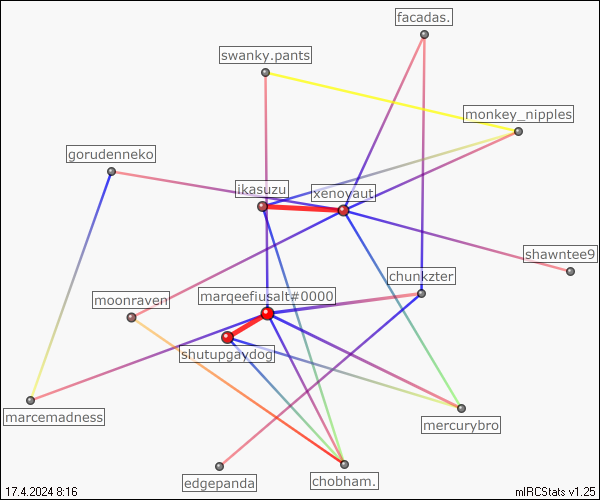 facadas.
swanky.pants
monkey_nipples
gorudenneko
ikasuzu
xenoyaut
shawntee9
chunkzter
moonraven
marqeefiusalt#0000
shutupgaydog
marcemadness
mercurybro
edgepanda
chobham.
17.4.2024 8:16
mIRCStats v1.25